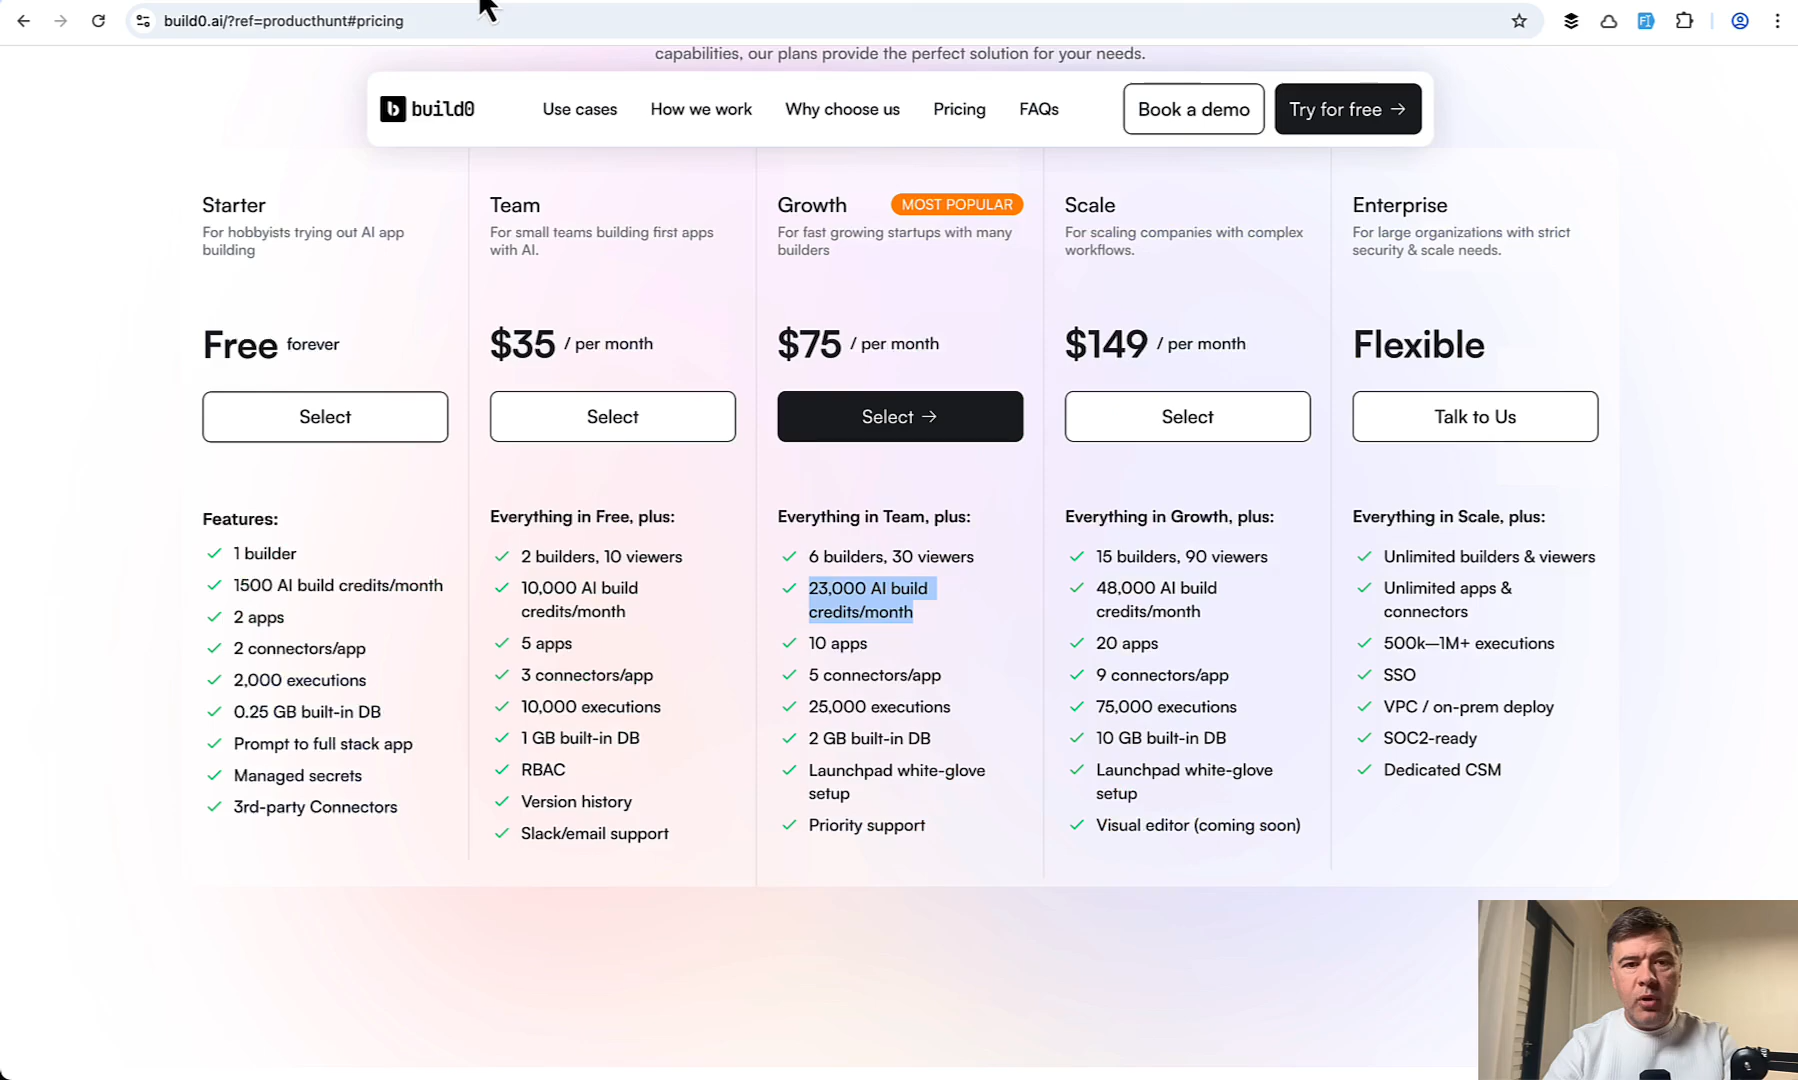 build0.ai/?ref=producthunt#pricing
capabilities, our plans provide the perfect solution for your needs.
build0
Use cases
How we work
Why choose us
Pricing
FAQs
Book a demo
Try for free →
Starter
For hobbyists trying out AI app
building
Free forever
Select
Features:
1 builder
1500 AI build credits/month
2 apps
2 connectors/app
2,000 executions
0.25 GB built-in DB
Prompt to full stack app
Managed secrets
3rd-party Connectors
Team
For small teams building first apps
with AI.
$35 / per month
Select
Everything in Free, plus:
2 builders, 10 viewers
10,000 AI build
credits/month
5 apps
3 connectors/app
10,000 executions
1 GB built-in DB
RBAC
Version history
Slack/email support
Growth
MOST POPULAR
For fast growing startups with many
builders
$75 / per month
Select →
Everything in Team, plus:
6 builders, 30 viewers
23,000 AI build
credits/month
10 apps
5 connectors/app
25,000 executions
2 GB built-in DB
Launchpad white-glove
setup
Priority support
Scale
For scaling companies with complex
workflows.
$149 / per month
Select
Everything in Growth, plus:
15 builders, 90 viewers
48,000 AI build
credits/month
20 apps
9 connectors/app
75,000 executions
10 GB built-in DB
Launchpad white-glove
setup
Visual editor (coming soon)
Enterprise
For large organizations with strict
security & scale needs.
Flexible
Talk to Us
Everything in Scale, plus:
Unlimited builders & viewers
Unlimited apps &
connectors
500k—1M+ executions
SSO
VPC / on-prem deploy
SOC2-ready
Dedicated CSM